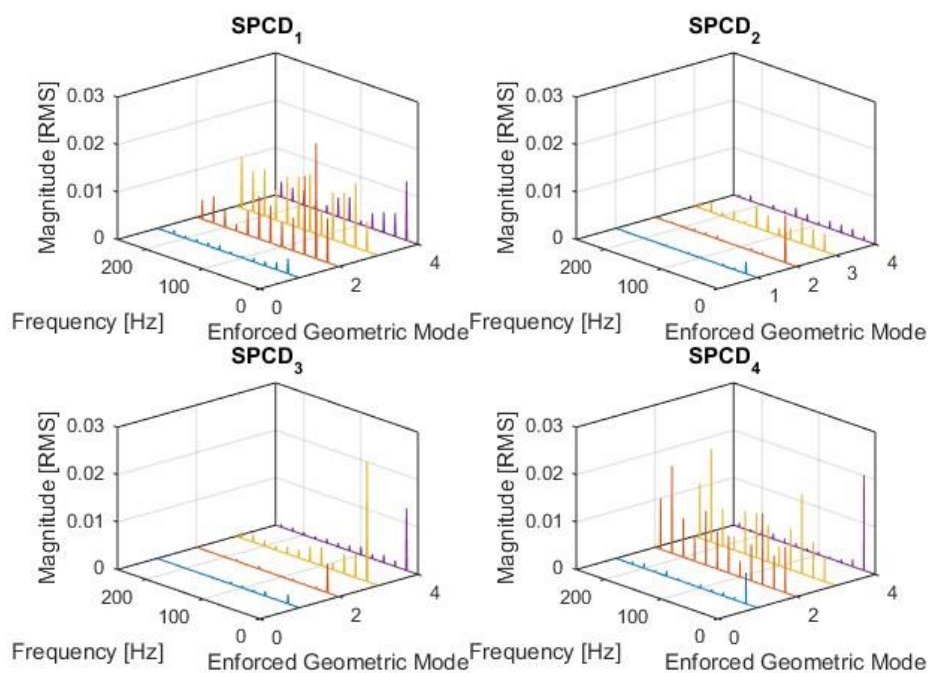 SPCD1
Magnitude [RMS]
0.03
0.02
0.01
0
200
100
0
0
2
4
Frequency [Hz]
Enforced Geometric Mode
SPCD2
Magnitude [RMS]
0.03
0.02
0.01
0
200
100
0
1
2
3
4
Frequency [Hz]
Enforced Geometric Mode
SPCD3
Magnitude [RMS]
0.03
0.02
0.01
0
200
100
0
0
2
4
Frequency [Hz]
Enforced Geometric Mode
SPCD4
Magnitude [RMS]
0.03
0.02
0.01
0
200
100
0
0
2
4
Frequency [Hz]
Enforced Geometric Mode